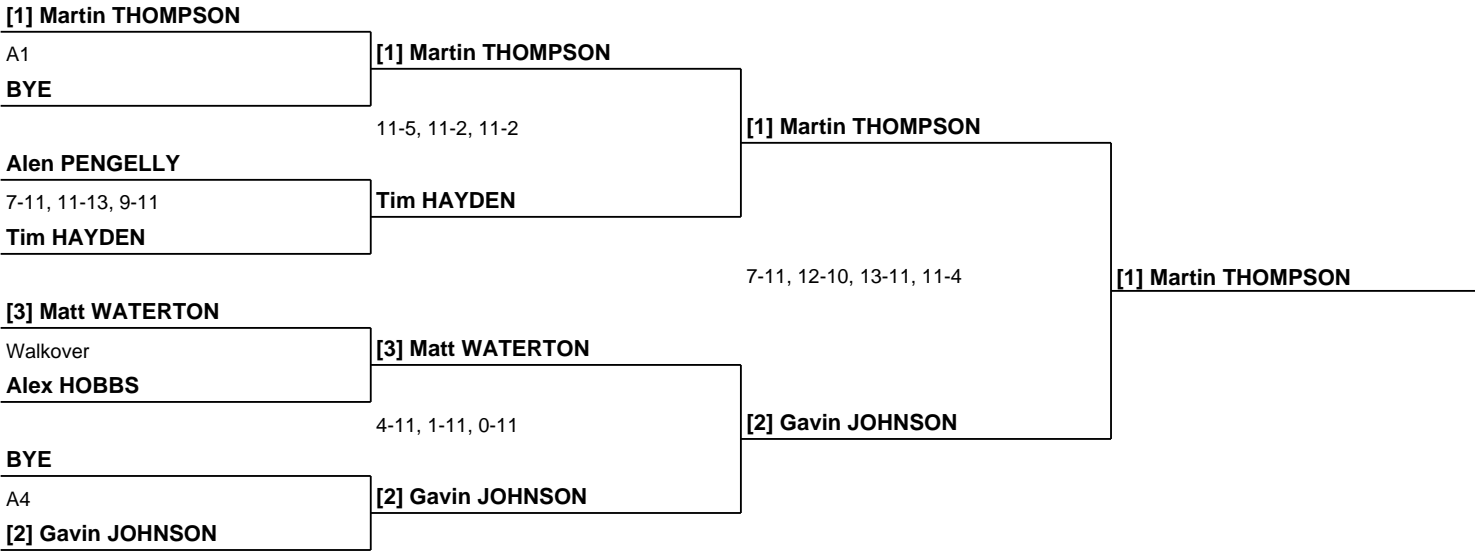 [1] Martin THOMPSON
A1
BYE
[1] Martin THOMPSON
11-5, 11-2, 11-2
Alen PENGELLY
7-11, 11-13, 9-11
Tim HAYDEN
Tim HAYDEN
[1] Martin THOMPSON
7-11, 12-10, 13-11, 11-4
[1] Martin THOMPSON
[3] Matt WATERTON
Walkover
Alex HOBBS
[3] Matt WATERTON
4-11, 1-11, 0-11
[2] Gavin JOHNSON
BYE
A4
[2] Gavin JOHNSON
[2] Gavin JOHNSON